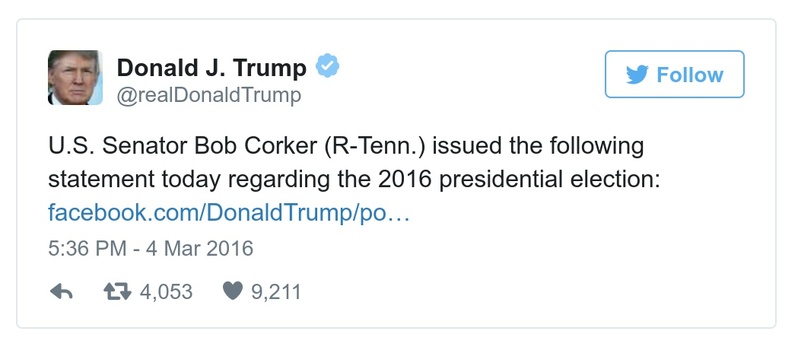 Donald J. Trump
@realDonaldTrump
Follow
U.S. Senator Bob Corker (R-Tenn.) issued the following
statement today regarding the 2016 presidential election:
facebook.com/DonaldTrump/po…
5:36 PM - 4 Mar 2016
4,053 9,211